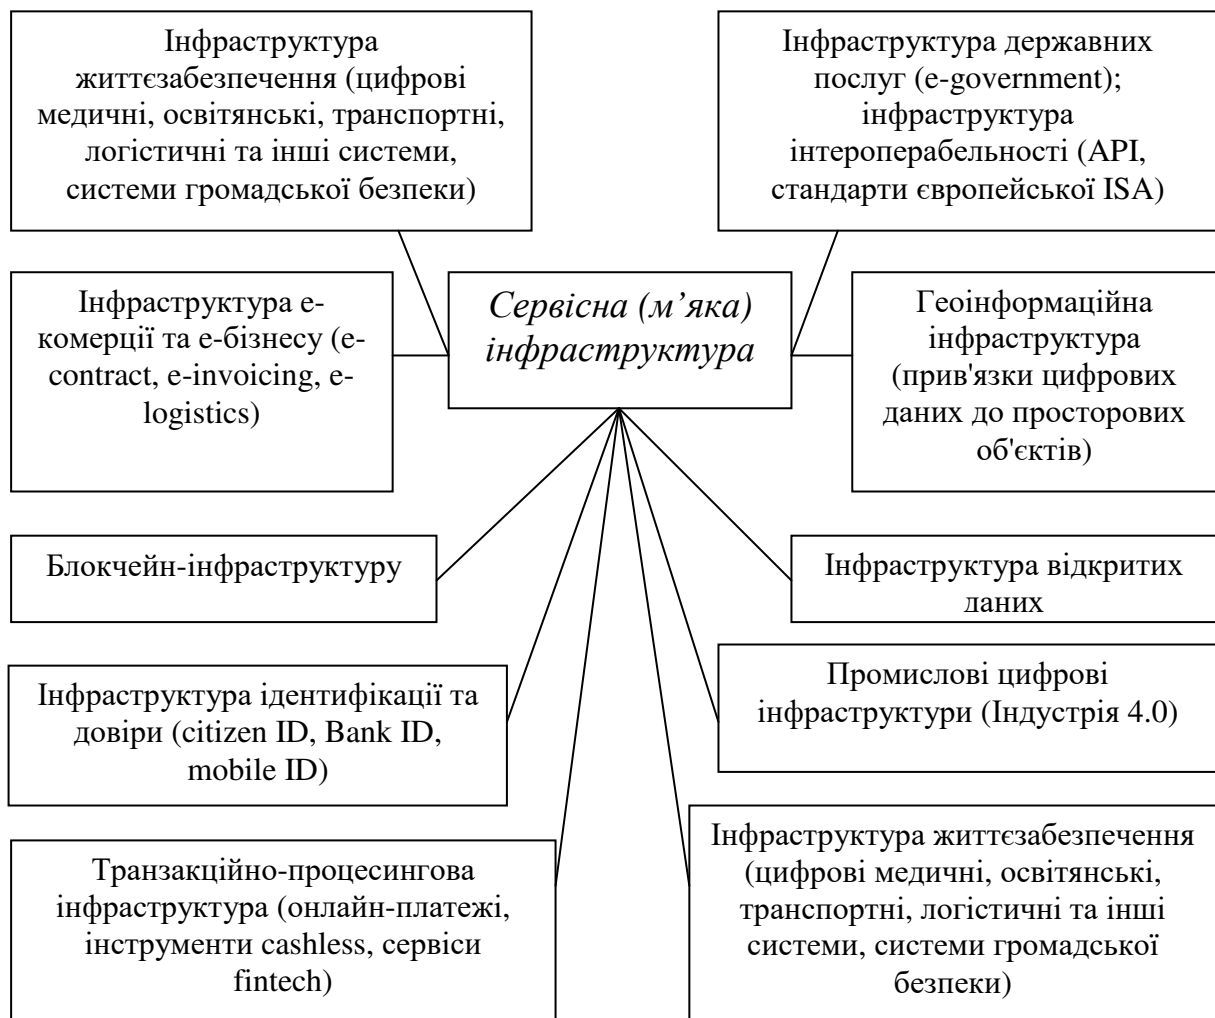 Інфраструктура
життєзабезпечення (цифрові
медичні, освітянські, транспортні,
логістичні та інші системи,
системи громадської безпеки)
Інфраструктура державних
послуг (e-government);
інфраструктура
інтероперабельності (API,
стандарти європейської ISA)
Інфраструктура е-
комерції та е-бізнесу (e-
contract, e-invoicing, e-
logistics)
Сервісна (м’яка)
інфраструктура
Геоінформаційна
інфраструктура
(прив'язки цифрових
даних до просторових
об'єктів)
Блокчейн-інфраструктуру
Інфраструктура відкритих
даних
Інфраструктура ідентифікації та
довіри (citizen ID, Bank ID,
mobile ID)
Промислові цифрові
інфраструктури (Індустрія 4.0)
Транзакційно-процесингова
інфраструктура (онлайн-платежі,
інструменти cashless, сервіси
fintech)
Інфраструктура життєзабезпечення
(цифрові медичні, освітянські,
транспортні, логістичні та інші
системи, системи громадської
безпеки)